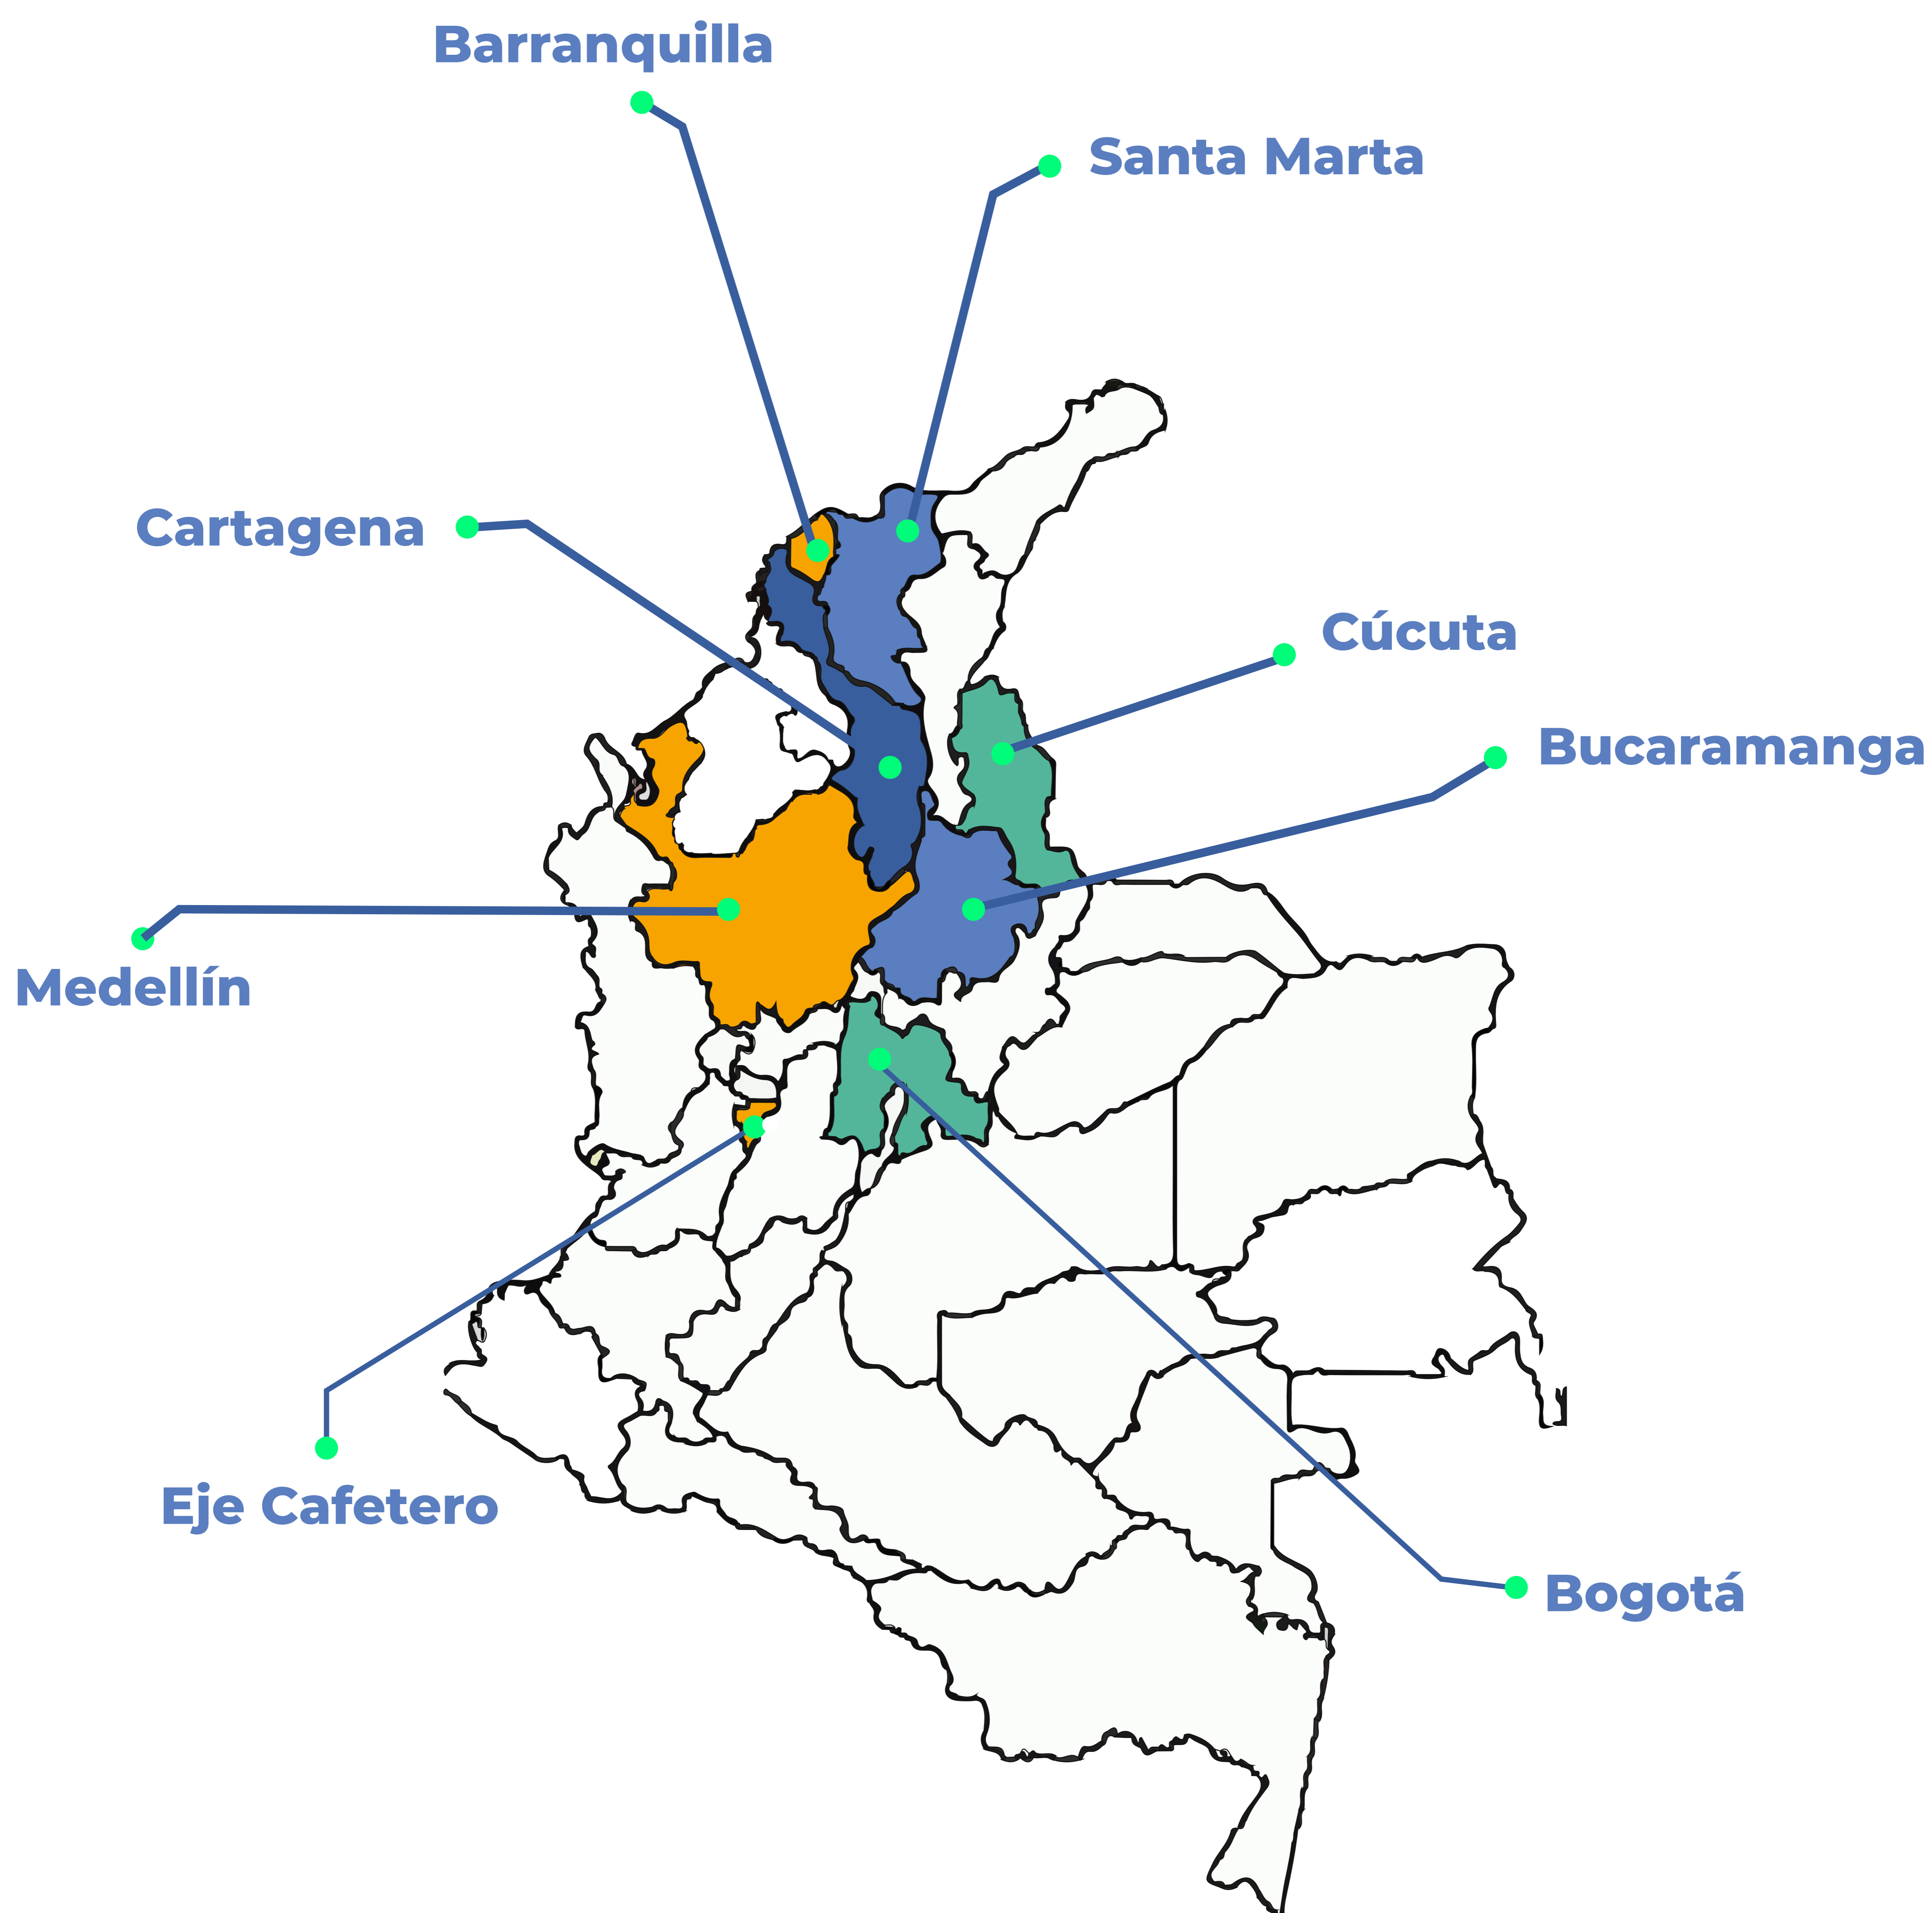 Barranquilla
Santa Marta
Cartagena
Cúcuta
Bucaramanga
Medellín
Eje Cafetero
Bogotá